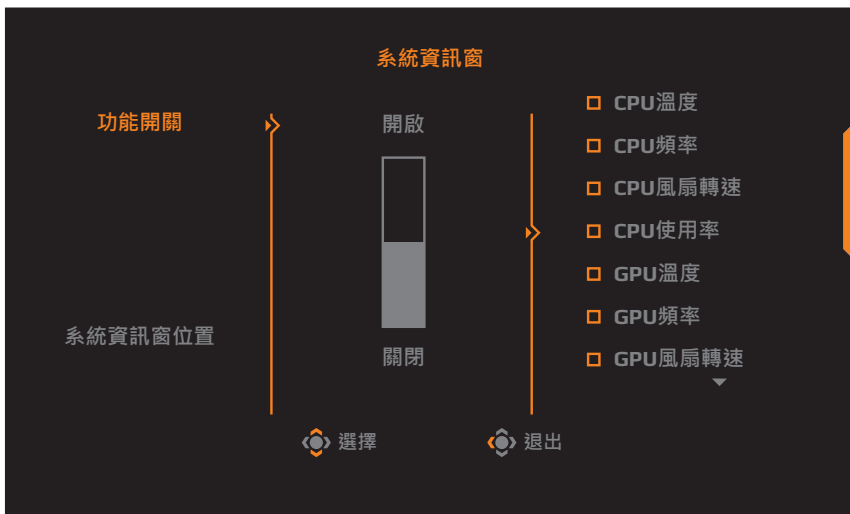 系統資訊窗
功能開關
系統資訊窗位置
開啟
關閉
CPU溫度
CPU頻率
CPU風扇轉速
CPU使用率
GPU溫度
GPU頻率
GPU風扇轉速
選擇
退出